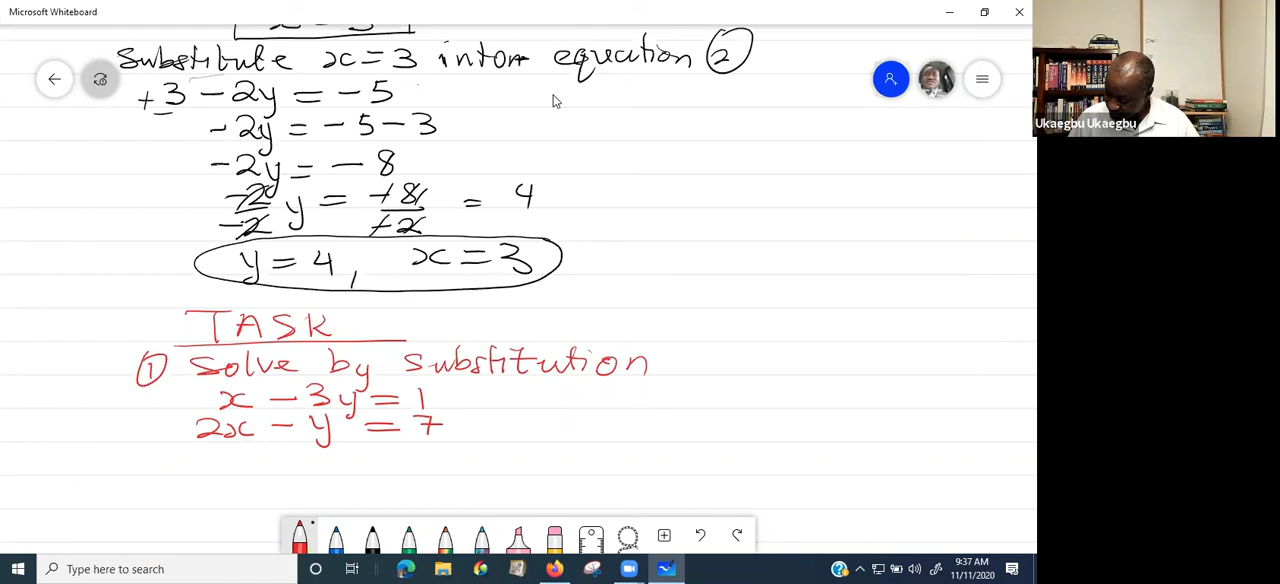 Microsoft Whiteboard
substitute x = 3 into equation ②
+3 - 2y = -5
-2y = -5 - 3
-2y = -8
-2/-2 y = -8/-2 = 4
y = 4, x = 3
TASK
① Solve by substitution
x - 3y = 1
2x - y = 7
Ukaegbu Ukaegbu
Type here to search
9:37 AM
11/11/2020